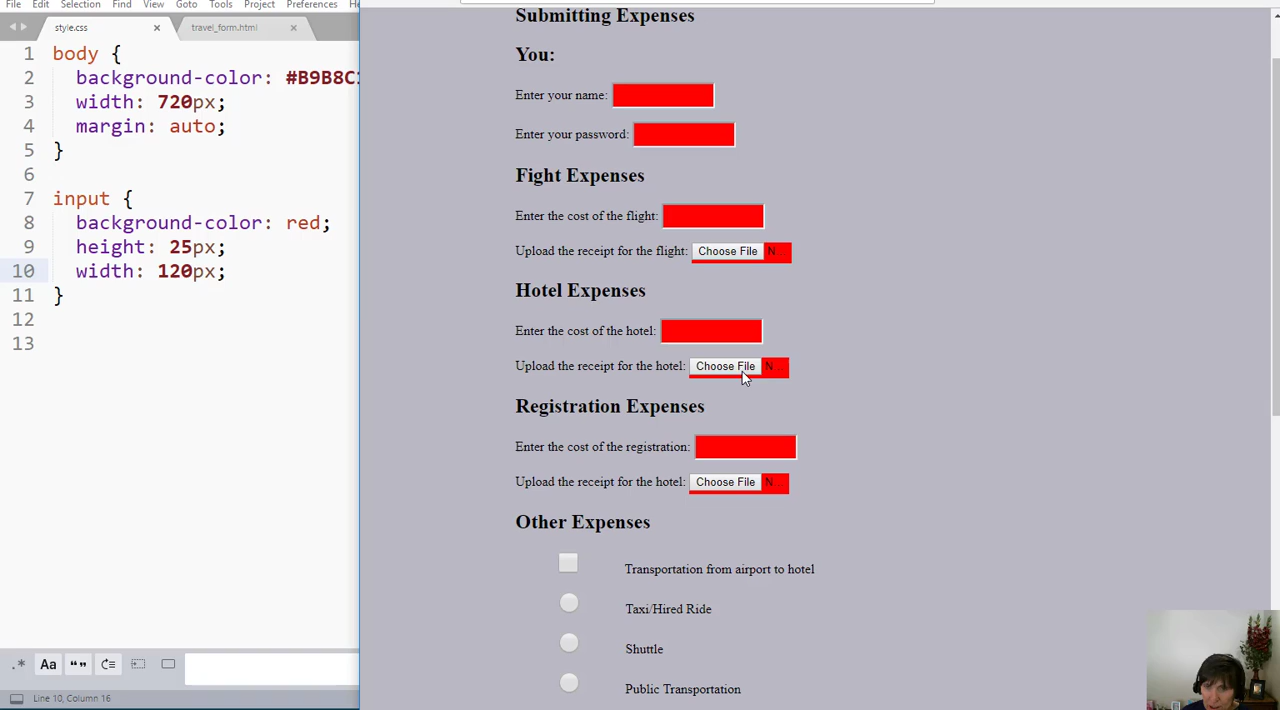 File Edit Selection Find View Goto Tools Project Preferences
style.css travel_form.html
1 body {
2 background-color: #B9B8C
3 width: 720px;
4 margin: auto;
5 }
6
7 input {
8 background-color: red;
9 height: 25px;
10 width: 120px;
11 }
12
13
.* Aa “”
Line 10, Column 16
Submitting Expenses
You:
Enter your name:
Enter your password:
Fight Expenses
Enter the cost of the flight:
Upload the receipt for the flight: Choose File N...
Hotel Expenses
Enter the cost of the hotel:
Upload the receipt for the hotel: Choose File N...
Registration Expenses
Enter the cost of the registration:
Upload the receipt for the hotel: Choose File N...
Other Expenses
Transportation from airport to hotel
Taxi/Hired Ride
Shuttle
Public Transportation